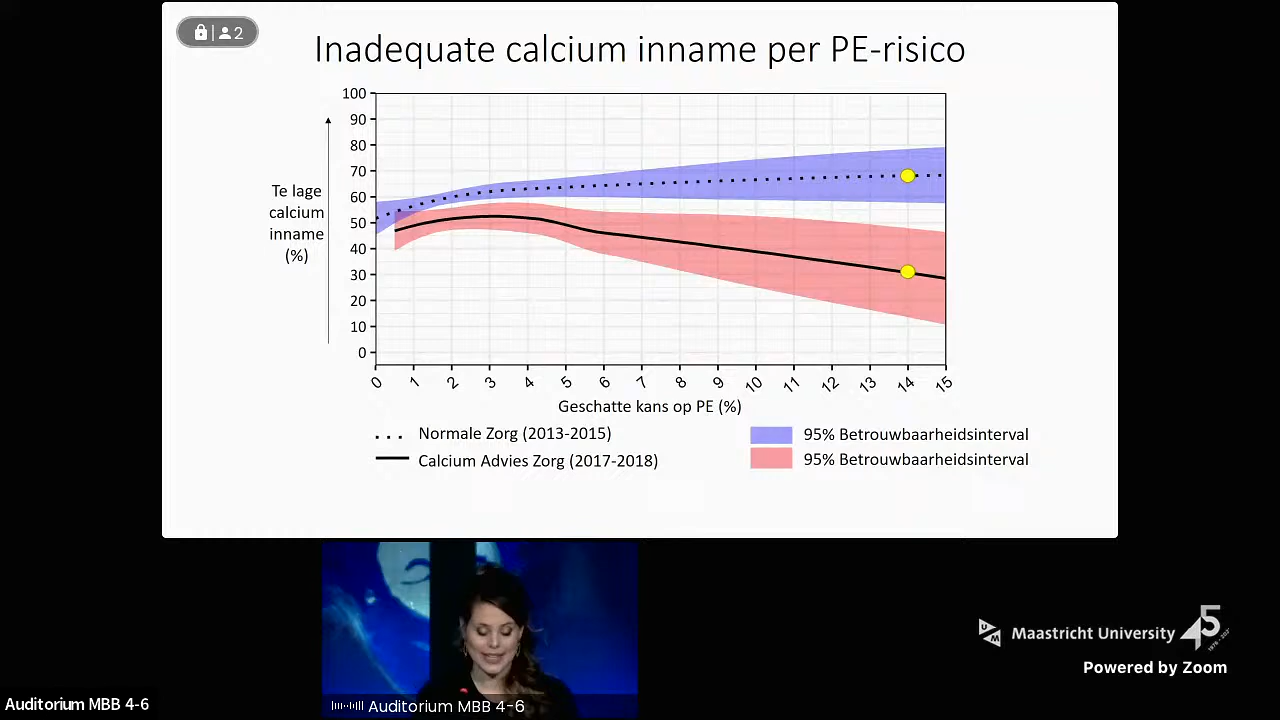 2
Inadequate calcium inname per PE-risico
100
90
80
70
60
50
40
30
20
10
0
Te lage
calcium
inname
(%)
0 1 2 3 4 5 6 7 8 9 10 11 12 13 14 15
Geschatte kans op PE (%)
Normale Zorg (2013-2015)
Calcium Advies Zorg (2017-2018)
95% Betrouwbaarheidsinterval
95% Betrouwbaarheidsinterval
UM Maastricht University 45
Powered by Zoom
Auditorium MBB 4-6
Auditorium MBB 4-6